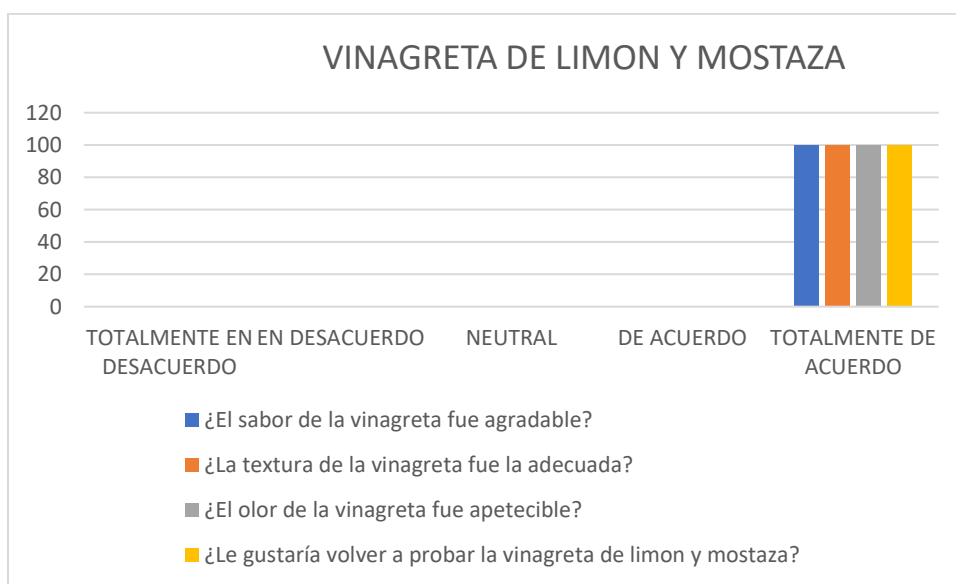 VINAGRETA DE LIMON Y MOSTAZA
120
100
80
60
40
20
0
TOTALMENTE EN EN DESACUERDO NEUTRAL DE ACUERDO TOTALMENTE DE
DESACUERDO ACUERDO
¿El sabor de la vinagreta fue agradable?
¿La textura de la vinagreta fue la adecuada?
¿El olor de la vinagreta fue apetecible?
¿Le gustaría volver a probar la vinagreta de limon y mostaza?